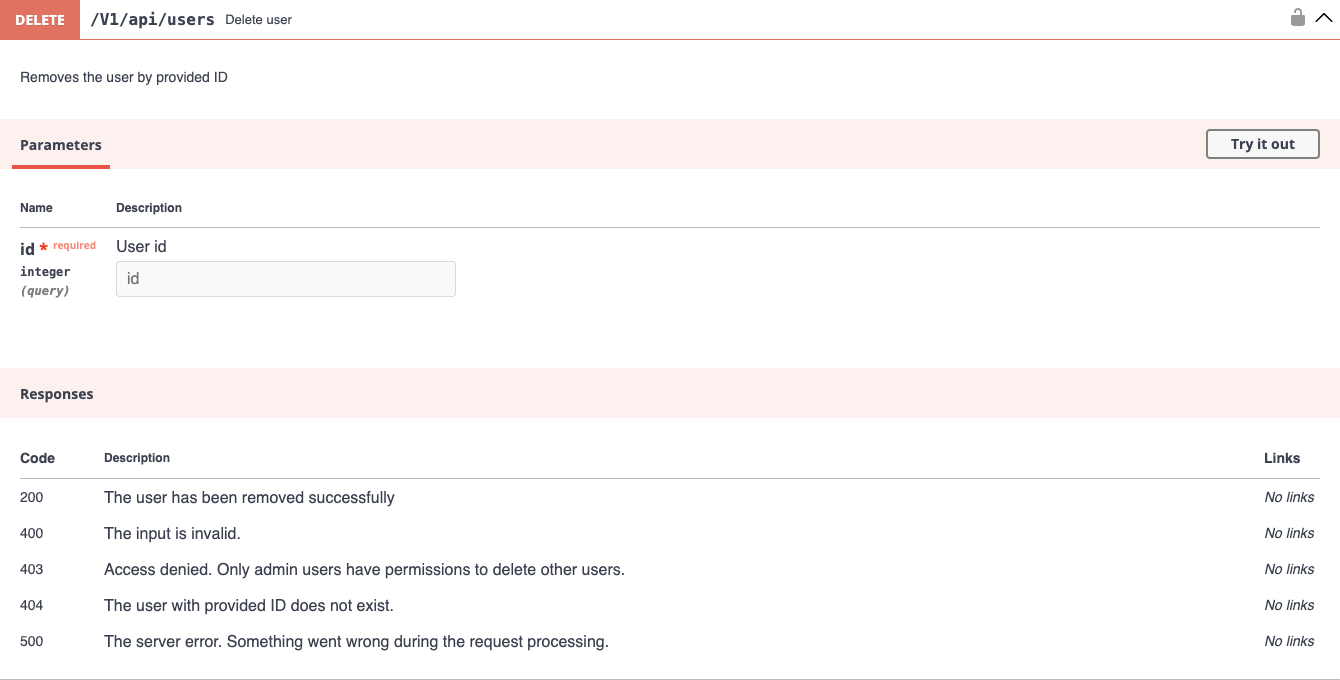 DELETE /V1/api/users Delete user
Removes the user by provided ID
Parameters Try it out
Name Description
id * required User id
integer id
(query)
Responses
Code Description Links
200 The user has been removed successfully No links
400 The input is invalid. No links
403 Access denied. Only admin users have permissions to delete other users. No links
404 The user with provided ID does not exist. No links
500 The server error. Something went wrong during the request processing. No links